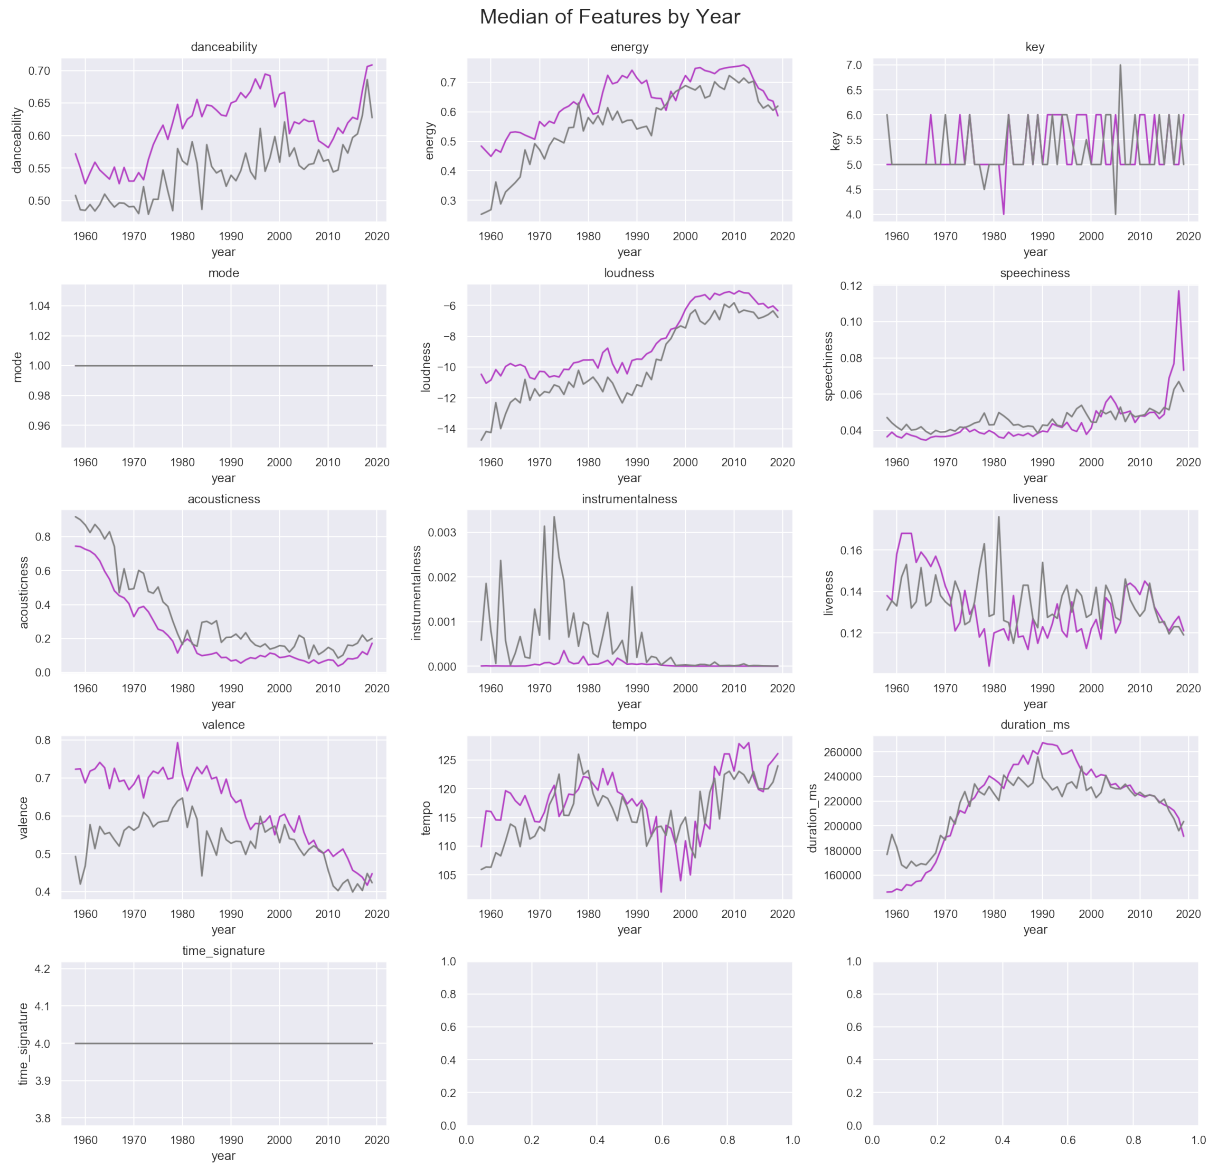 Median of Features by Year
danceability
danceability
0.70
0.65
0.60
0.55
0.50
1960 1970 1980 1990 2000 2010 2020
year
energy
energy
0.7
0.6
0.5
0.4
0.3
1960 1970 1980 1990 2000 2010 2020
year
key
key
7.0
6.5
6.0
5.5
5.0
4.5
4.0
1960 1970 1980 1990 2000 2010 2020
year
mode
mode
1.04
1.02
1.00
0.98
0.96
1960 1970 1980 1990 2000 2010 2020
year
loudness
loudness
−6
−8
−10
−12
−14
1960 1970 1980 1990 2000 2010 2020
year
speechiness
speechiness
0.12
0.10
0.08
0.06
0.04
1960 1970 1980 1990 2000 2010 2020
year
acousticness
acousticness
0.8
0.6
0.4
0.2
0.0
1960 1970 1980 1990 2000 2010 2020
year
instrumentalness
instrumentalness
0.003
0.002
0.001
0.000
1960 1970 1980 1990 2000 2010 2020
year
liveness
liveness
0.16
0.14
0.12
1960 1970 1980 1990 2000 2010 2020
year
valence
valence
0.8
0.7
0.6
0.5
0.4
1960 1970 1980 1990 2000 2010 2020
year
tempo
tempo
125
120
115
110
105
1960 1970 1980 1990 2000 2010 2020
year
duration_ms
duration_ms
260000
240000
220000
200000
180000
160000
1960 1970 1980 1990 2000 2010 2020
year
time_signature
time_signature
4.2
4.1
4.0
3.9
3.8
1960 1970 1980 1990 2000 2010 2020
year
1.0
0.8
0.6
0.4
0.2
0.0
0.0 0.2 0.4 0.6 0.8 1.0
1.0
0.8
0.6
0.4
0.2
0.0
0.0 0.2 0.4 0.6 0.8 1.0